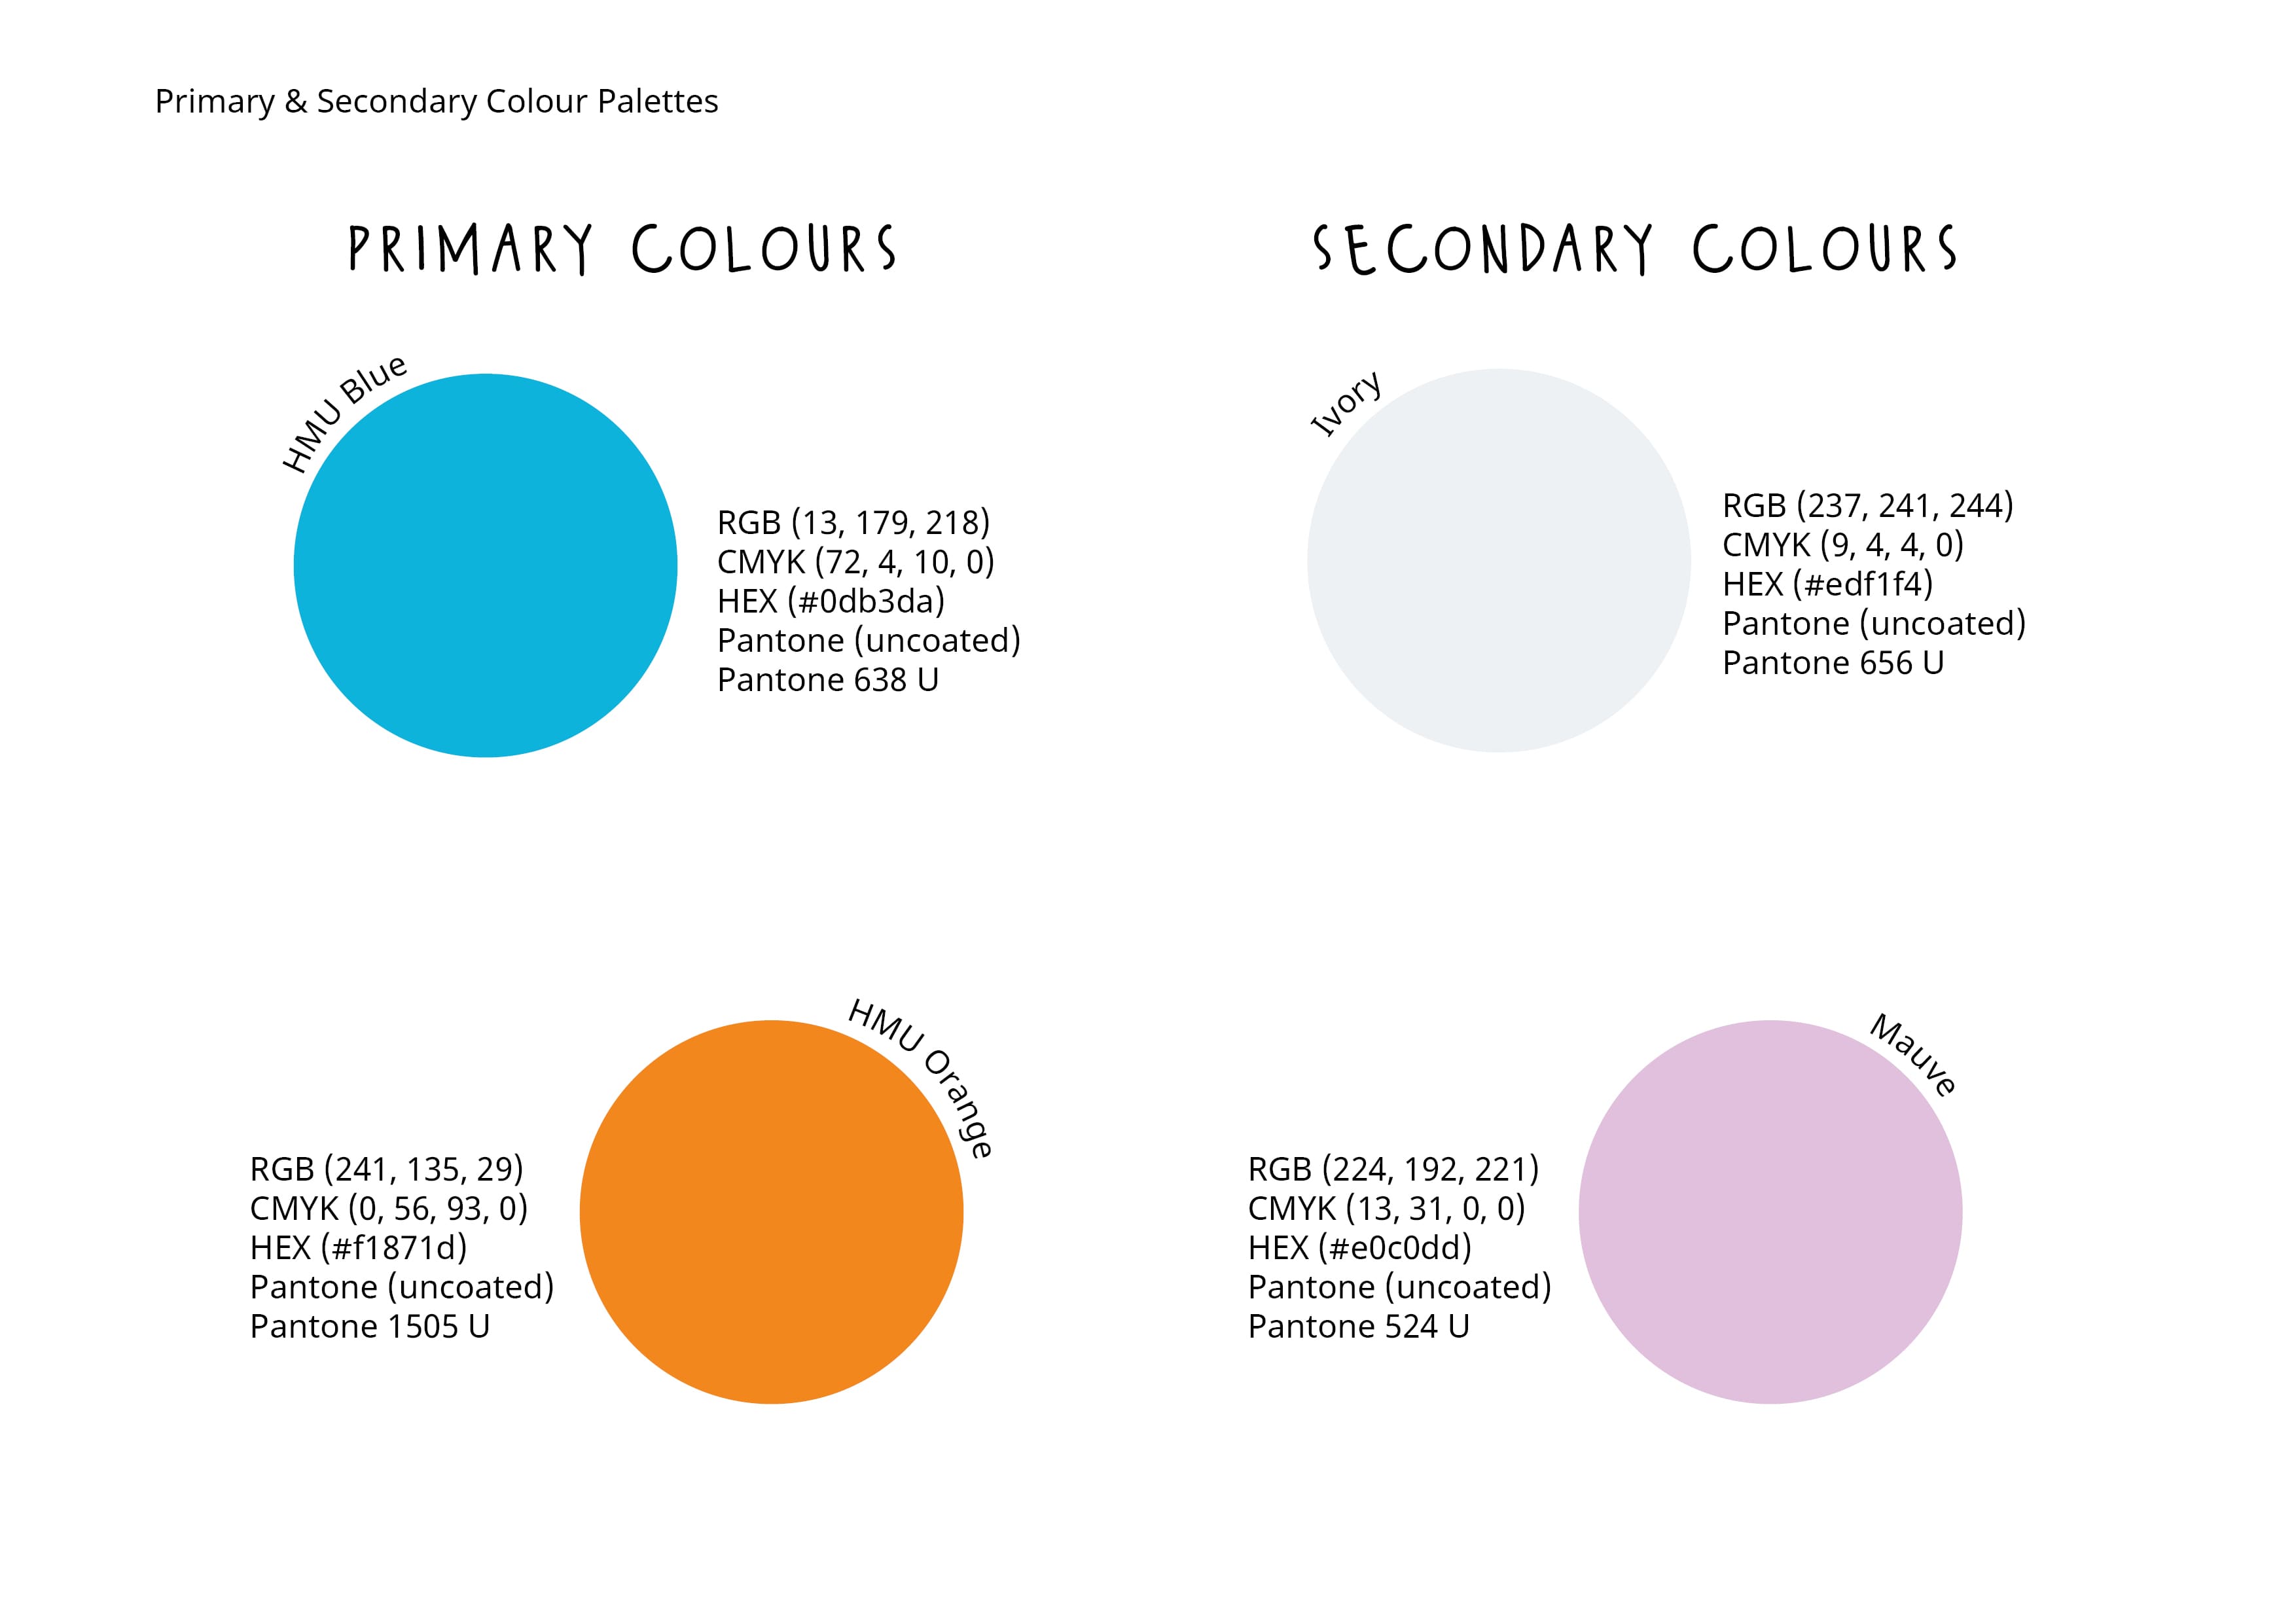 Primary & Secondary Colour Palettes
PRIMARY COLOURS
HMU Blue
RGB (13, 179, 218)
CMYK (72, 4, 10, 0)
HEX (#0db3da)
Pantone (uncoated)
Pantone 638 U
HMU Orange
RGB (241, 135, 29)
CMYK (0, 56, 93, 0)
HEX (#f1871d)
Pantone (uncoated)
Pantone 1505 U
SECONDARY COLOURS
Ivory
RGB (237, 241, 244)
CMYK (9, 4, 4, 0)
HEX (#edf1f4)
Pantone (uncoated)
Pantone 656 U
Mauve
RGB (224, 192, 221)
CMYK (13, 31, 0, 0)
HEX (#e0c0dd)
Pantone (uncoated)
Pantone 524 U